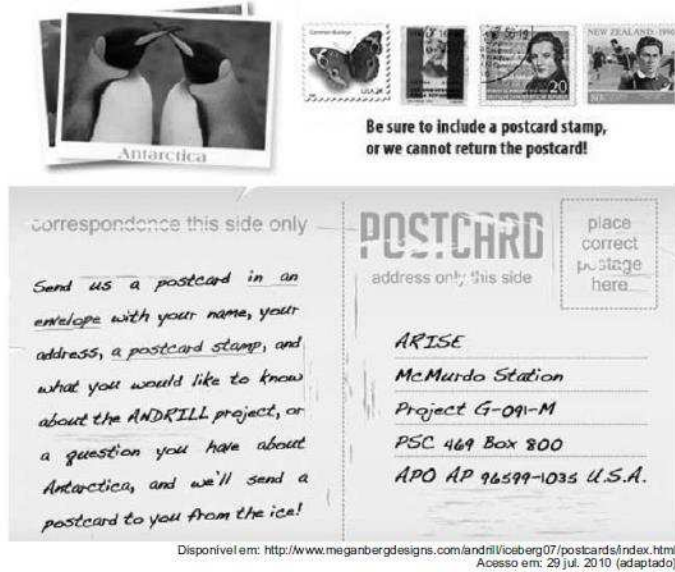 Antarctica
Common Buckeye
USA 24
20
NEW ZEALAND 1990
Be sure to include a postcard stamp,
or we cannot return the postcard!
correspondence this side only
Send us a postcard in an
envelope with your name, your
address, a postcard stamp, and
what you would like to know
about the ANDRILL project, or
a question you have about
Antarctica, and we'll send a
postcard to you from the ice!
POSTCARD
address only this side
place
correct
postage
here
ARISE
McMurdo Station
Project G-091-M
PSC 469 Box 800
APO AP 96599-1035 U.S.A.
Disponível em: http://www.meganbergdesigns.com/andrill/iceberg07/postcards/index.html
Acesso em: 29 jul. 2010 (adaptado)